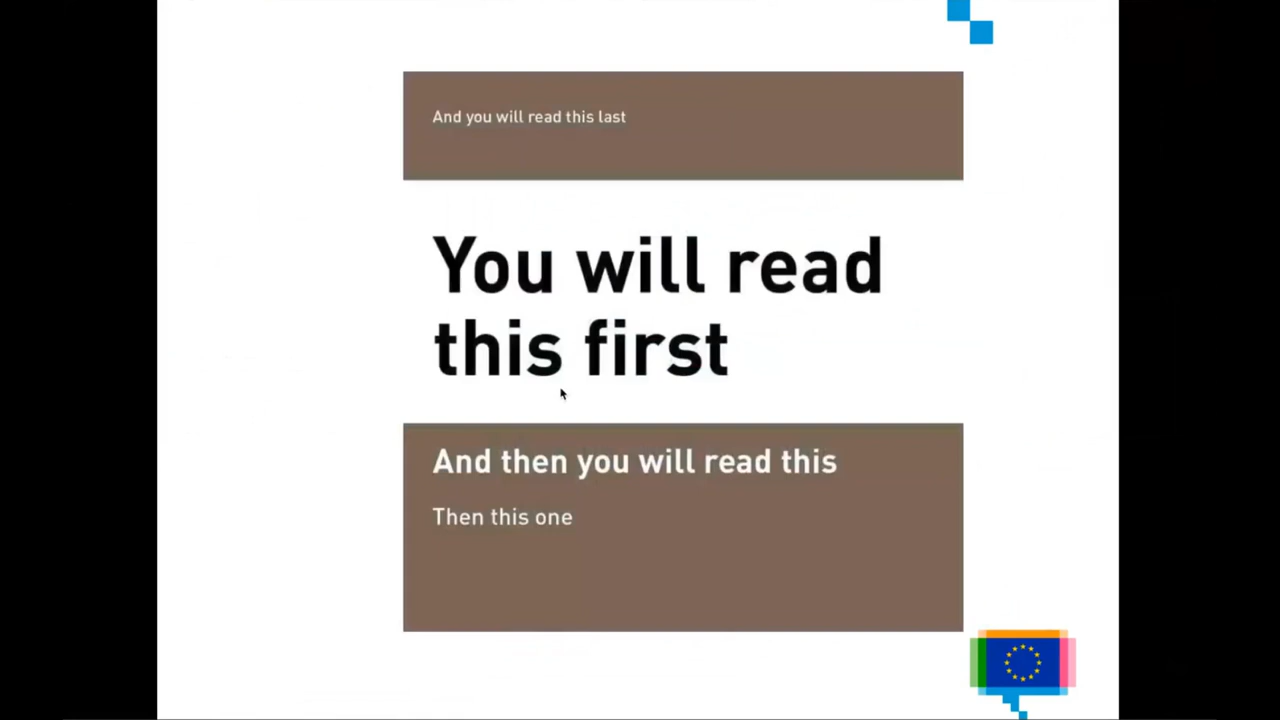 And you will read this last
You will read
this first
And then you will read this
Then this one